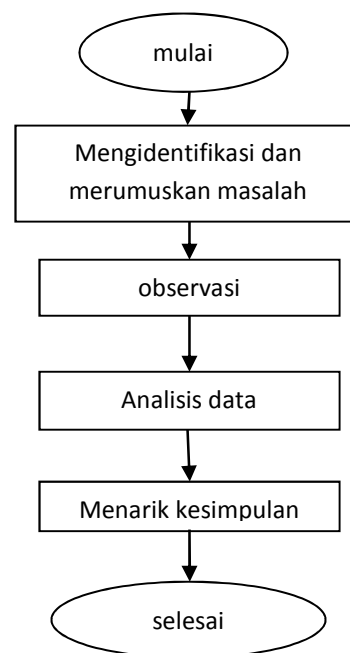 mulai
Mengidentifikasi dan
merumuskan masalah
observasi
Analisis data
Menarik kesimpulan
selesai